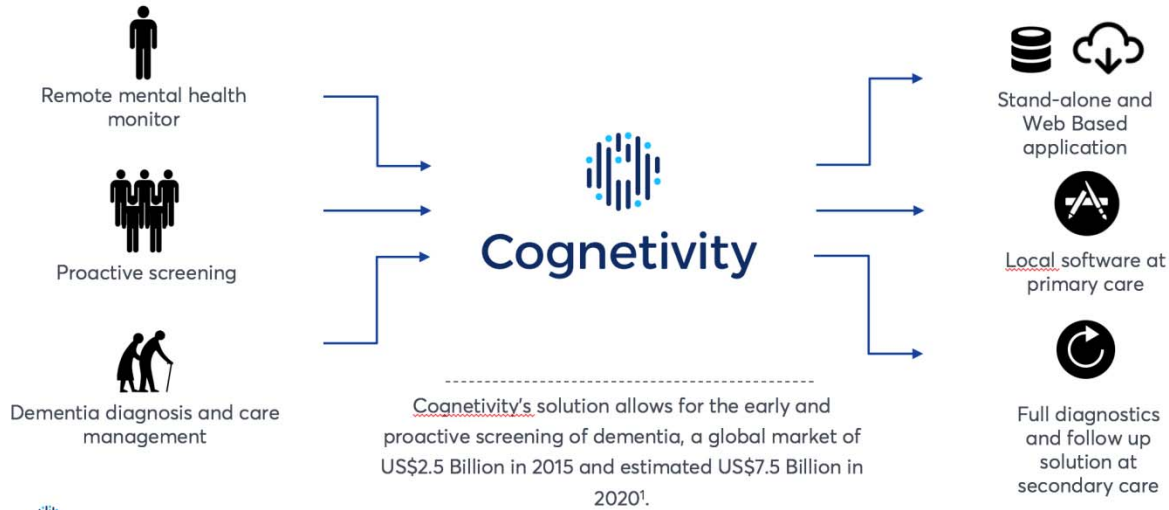 Remote mental health
monitor
Proactive screening
Dementia diagnosis and care
management
Cognetivity
Cognetivity's solution allows for the early and
proactive screening of dementia, a global market of
US$2.5 Billion in 2015 and estimated US$7.5 Billion in
2020¹.
Stand-alone and
Web Based
application
Local software at
primary care
Full diagnostics
and follow up
solution at
secondary care